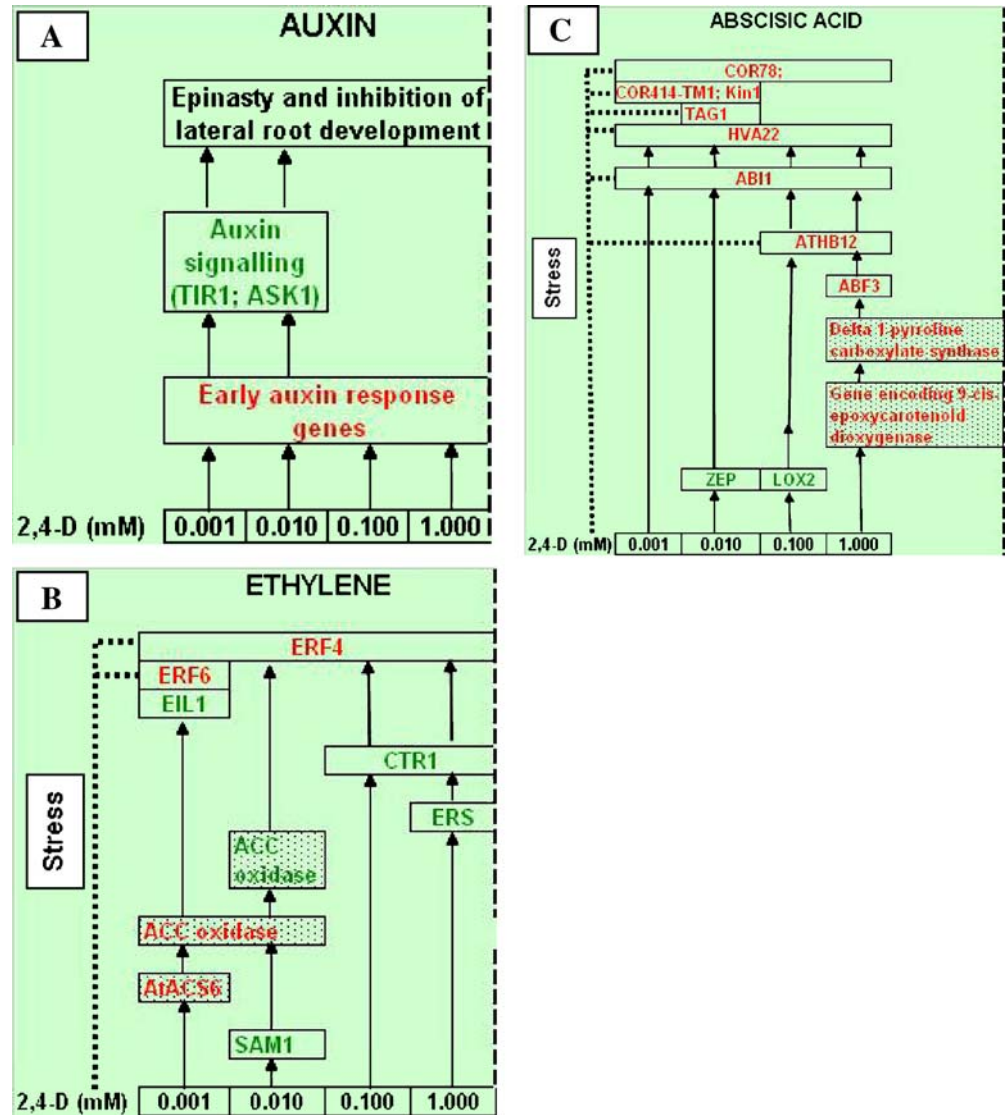 A
AUXIN
Epinasty and inhibition of
lateral root development
Auxin
signalling
(TIR1; ASK1)
Early auxin response
genes
2,4-D (mM) 0.001 0.010 0.100 1.000
B
ETHYLENE
ERF4
ERF6
EIL1
CTR1
ERS
Stress
ACC
oxidase
ACC oxidase
AtACS6
SAM1
2,4-D (mM) 0.001 0.010 0.100 1.000
C
ABSCISIC ACID
COR78;
COR414-TM1; Kin1
TAG1
HVA22
ABI1
ATHB12
Stress
ABF3
Delta 1-pyrroline
carboxylate synthase
Gene encoding 9-cis-
epoxycarotenoid
dioxygenase
ZEP LOX2
2,4-D (mM) 0.001 0.010 0.100 1.000